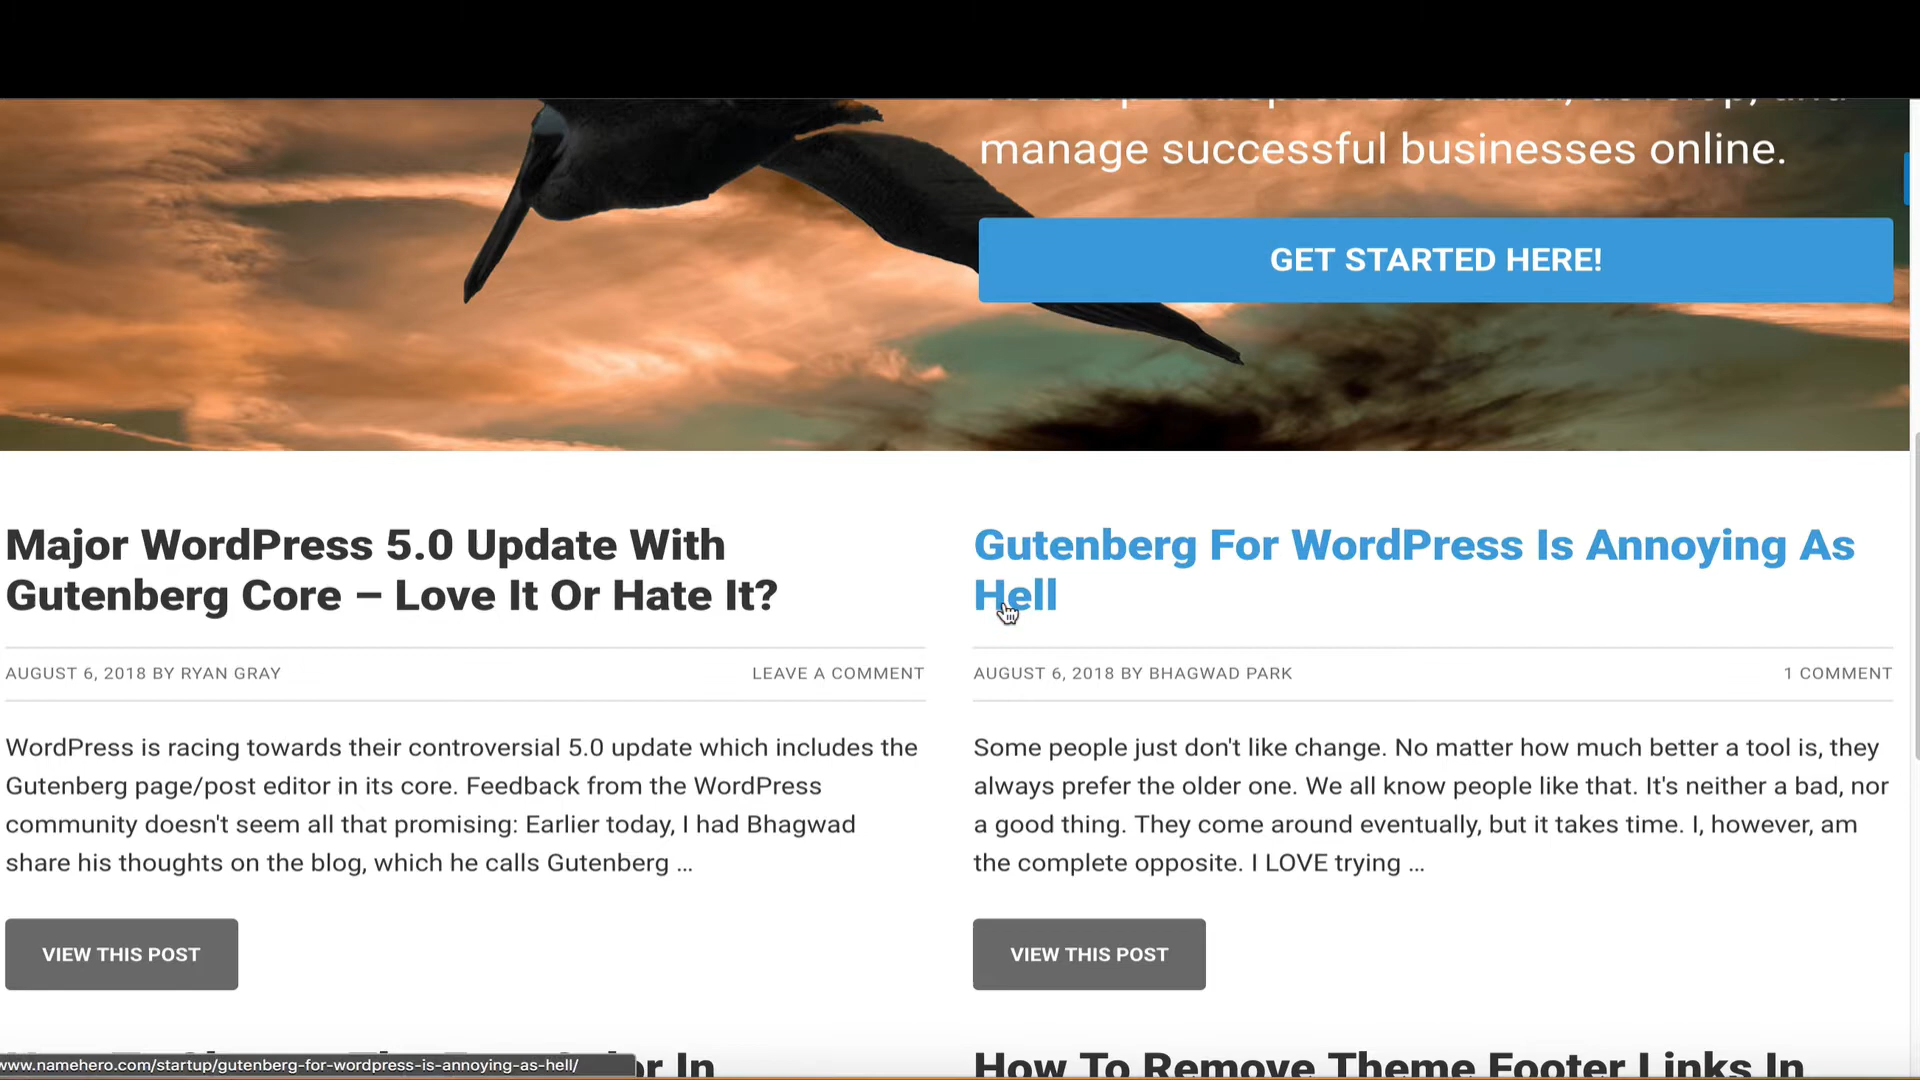 manage successful businesses online.
GET STARTED HERE!
Major WordPress 5.0 Update With
Gutenberg Core – Love It Or Hate It?
AUGUST 6, 2018 BY RYAN GRAY
LEAVE A COMMENT
WordPress is racing towards their controversial 5.0 update which includes the
Gutenberg page/post editor in its core. Feedback from the WordPress
community doesn't seem all that promising: Earlier today, I had Bhagwad
share his thoughts on the blog, which he calls Gutenberg ...
VIEW THIS POST
Gutenberg For WordPress Is Annoying As
Hell
AUGUST 6, 2018 BY BHAGWAD PARK
1 COMMENT
Some people just don't like change. No matter how much better a tool is, they
always prefer the older one. We all know people like that. It's neither a bad, nor
a good thing. They come around eventually, but it takes time. I, however, am
the complete opposite. I LOVE trying ...
VIEW THIS POST
In
How To Remove Theme Footer Links In
www.namehero.com/startup/gutenberg-for-wordpress-is-annoying-as-hell/